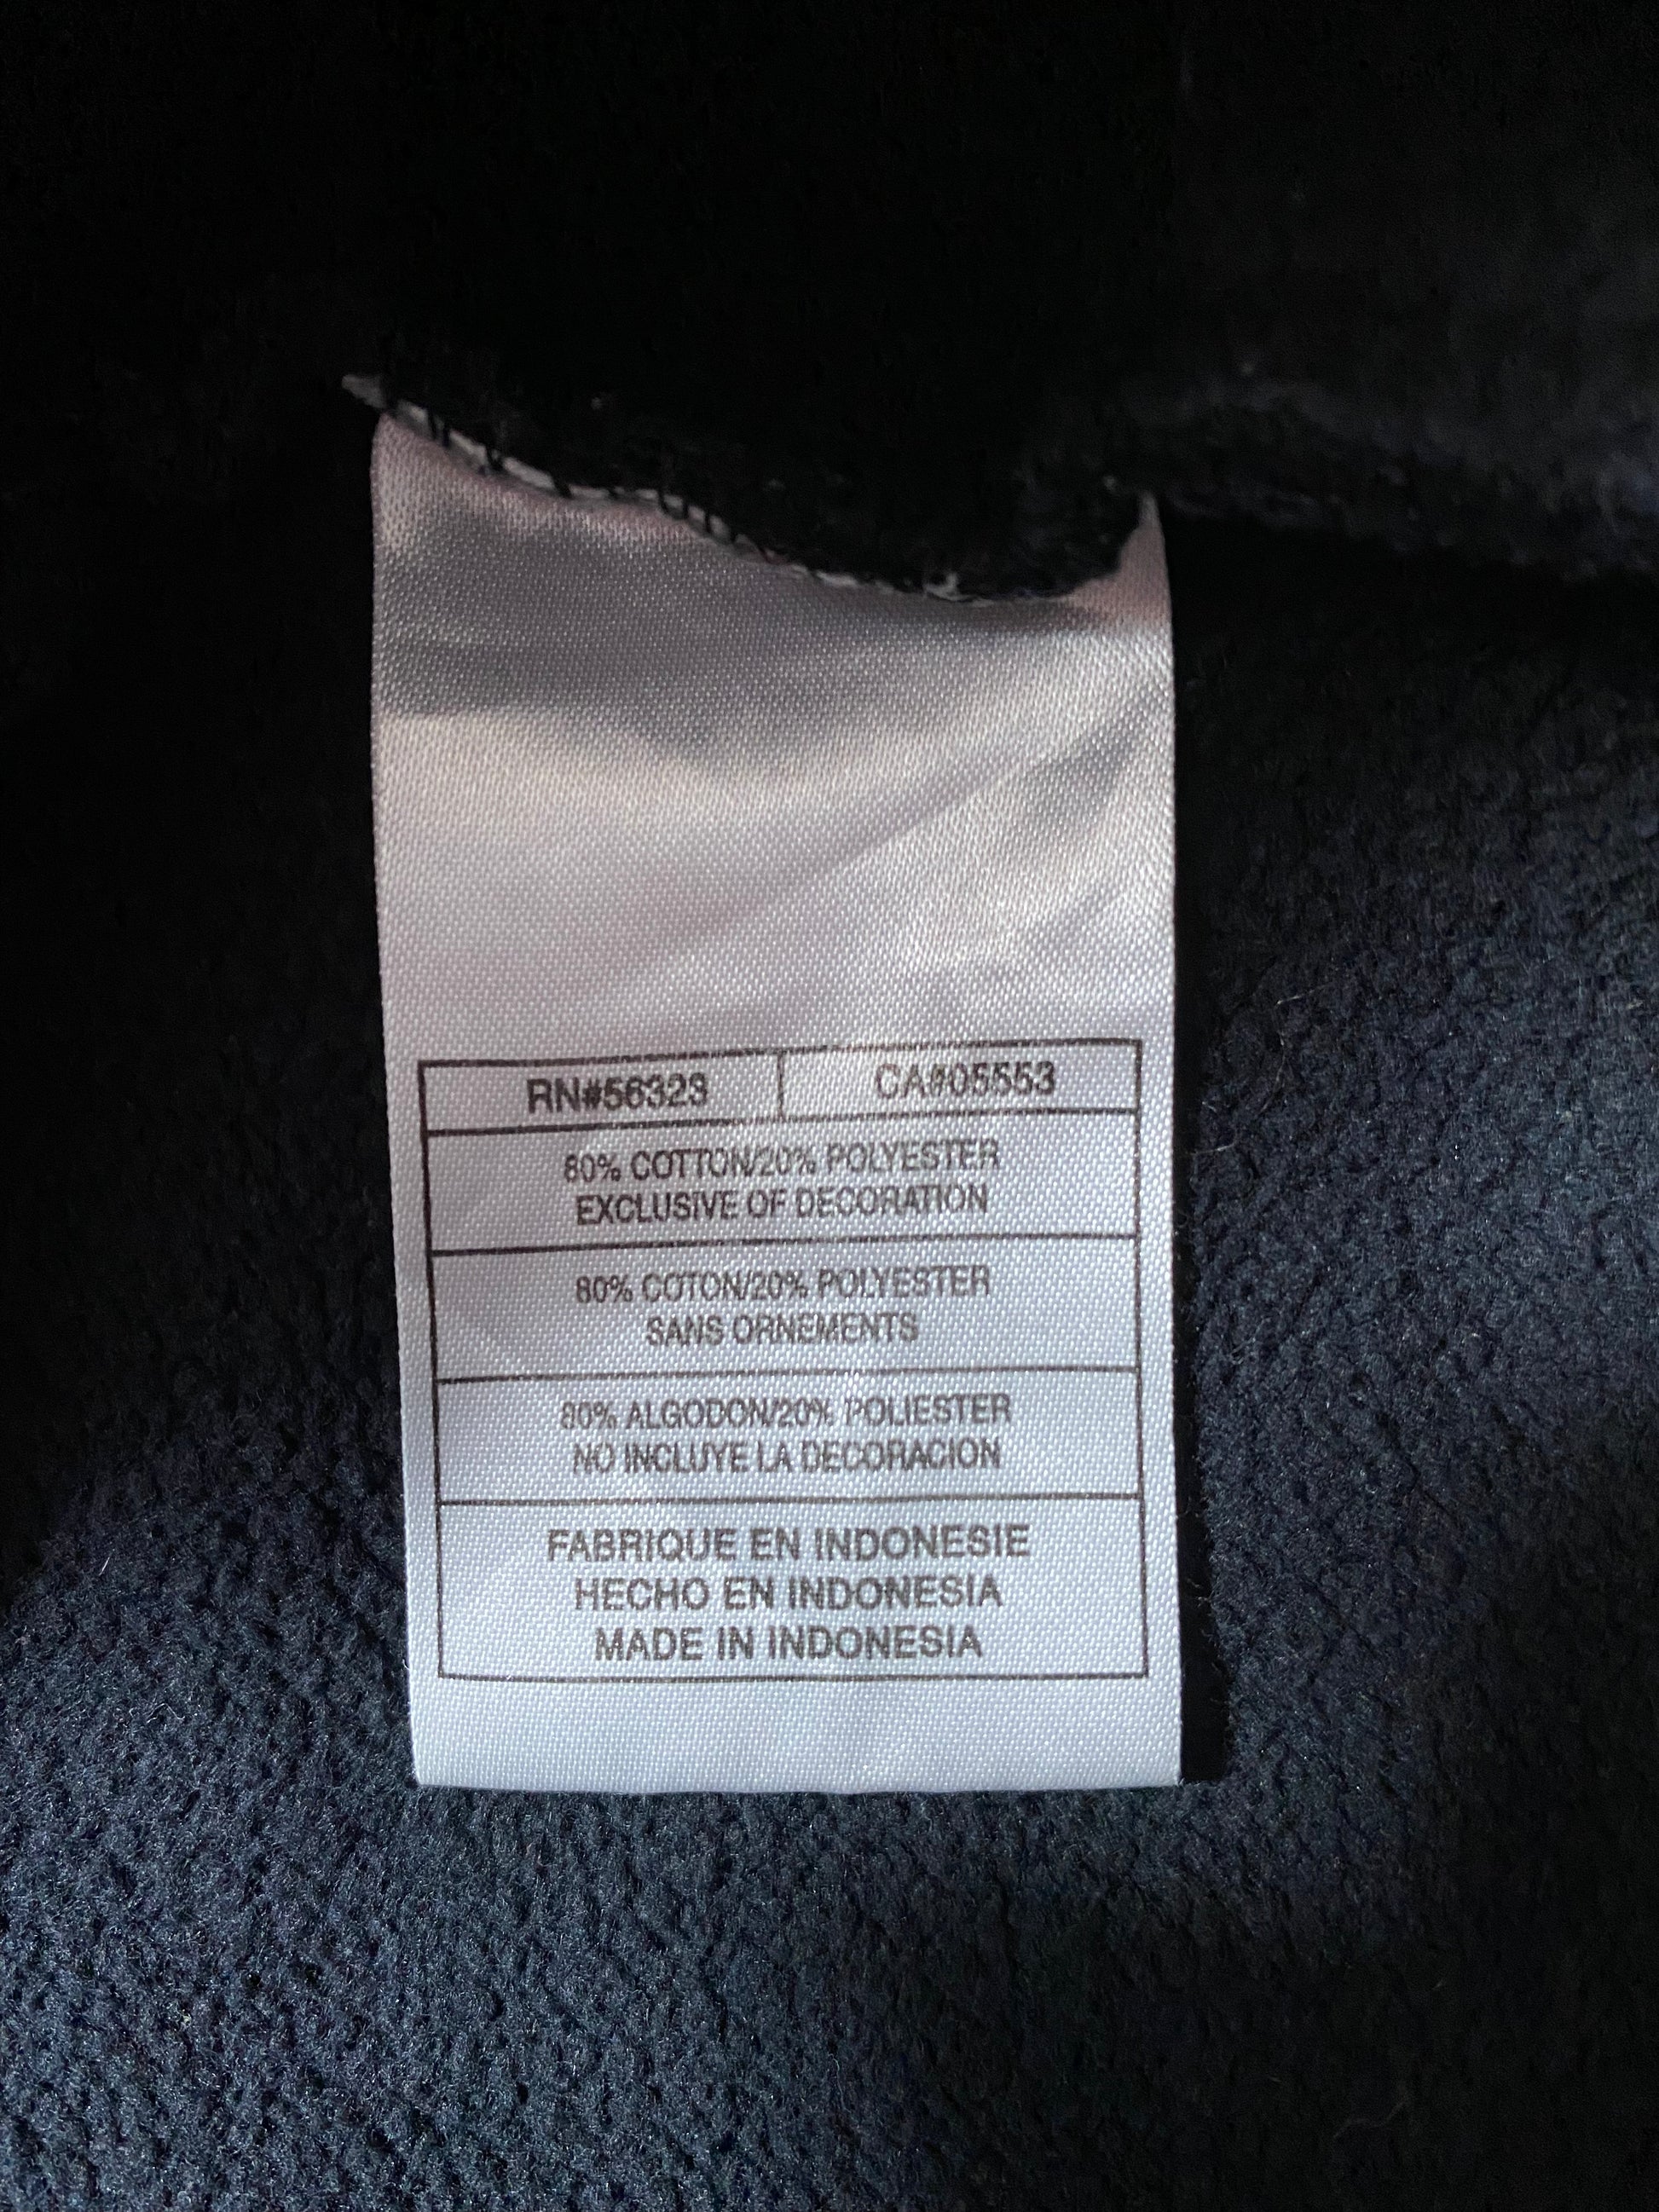 RN#56323 CA#05553
80% COTTON/20% POLYESTER
EXCLUSIVE OF DECORATION
80% COTON/20% POLYESTER
SANS ORNEMENTS
80% ALGODON/20% POLIESTER
NO INCLUYE LA DECORACION
FABRIQUE EN INDONESIE
HECHO EN INDONESIA
MADE IN INDONESIA